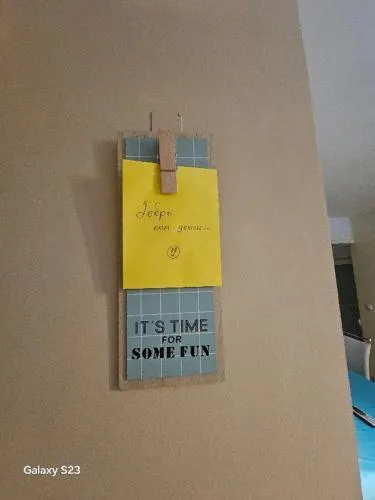 Добро
IT'S TIME
FOR
SOME FUN
Galaxy S23